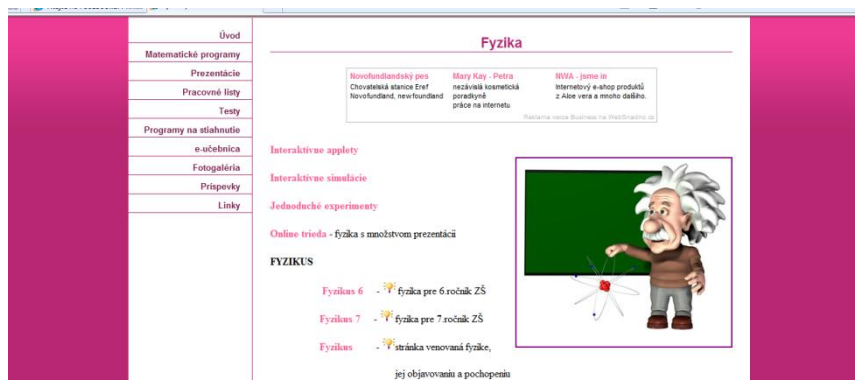 Úvod
Matematické programy
Prezentácie
Pracovné listy
Testy
Programy na stiahnutie
e-učebnica
Fotogaléria
Príspevky
Linky
Fyzika
Novofundlandský pes
Chovatelská stanice Eref
Novofundland, newfoundland
Mary Kay - Petra
nezávislá kosmetická
poradkyně
práce na internetu
NWA - jsme in
Internetový e-shop produktů
z Aloe vera a mnoho dalšího.
Reklama verze Business na WebSnadno.cz
Interaktívne applety
Interaktívne simulácie
Jednoduché experimenty
Online trieda - fyzika s množstvom prezentácií
FYZIKUS
Fyzikus 6 - fyzika pre 6.ročník ZŠ
Fyzikus 7 - fyzika pre 7.ročník ZŠ
Fyzikus - stránka venovaná fyzike,
jej objavovaniu a pochopeniu